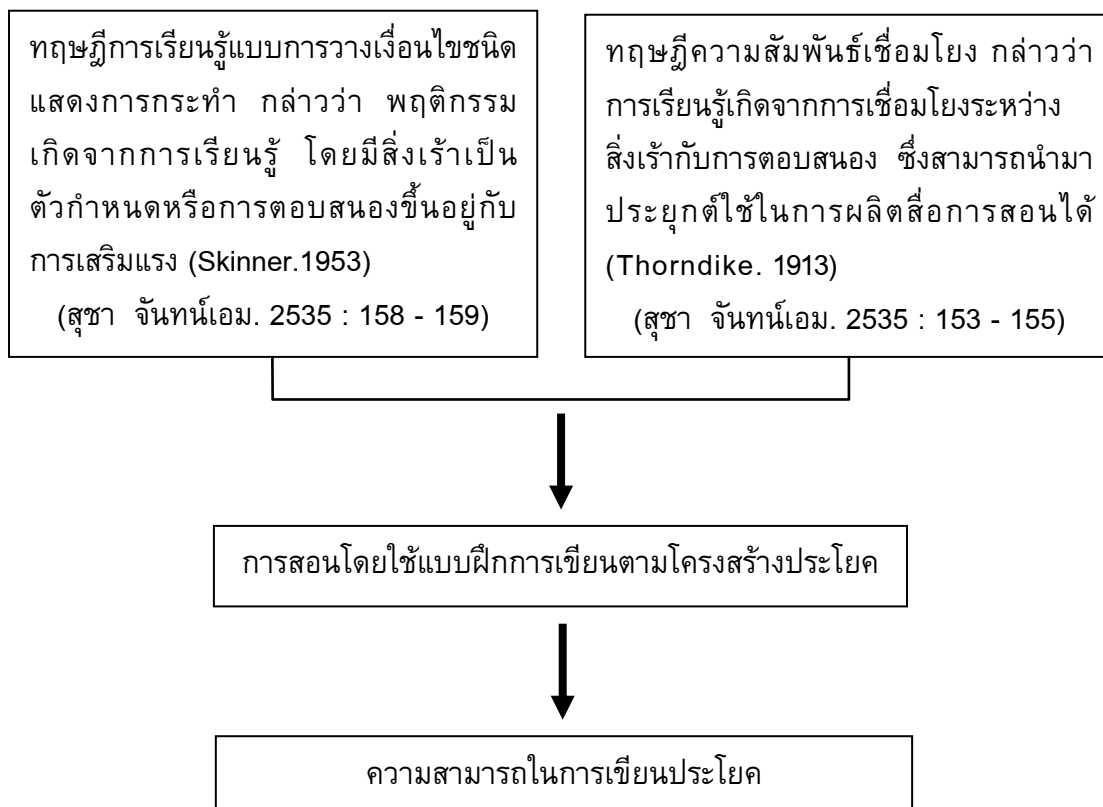 ทฤษฎีการเรียนรู้แบบการวางเงื่อนไขชนิด
แสดงการกระทำ กล่าวว่า พฤติกรรม
เกิดจากการเรียนรู้ โดยมีสิ่งเร้าเป็น
ตัวกำหนดหรือการตอบสนองขึ้นอยู่กับ
การเสริมแรง (Skinner.1953)
(สุชา จันทน์เอม. 2535 : 158 - 159)
ทฤษฎีความสัมพันธ์เชื่อมโยง กล่าวว่า
การเรียนรู้เกิดจากการเชื่อมโยงระหว่าง
สิ่งเร้ากับการตอบสนอง ซึ่งสามารถนำมา
ประยุกต์ใช้ในการผลิตสื่อการสอนได้
(Thorndike. 1913)
(สุชา จันทน์เอม. 2535 : 153 - 155)
การสอนโดยใช้แบบฝึกการเขียนตามโครงสร้างประโยค
ความสามารถในการเขียนประโยค